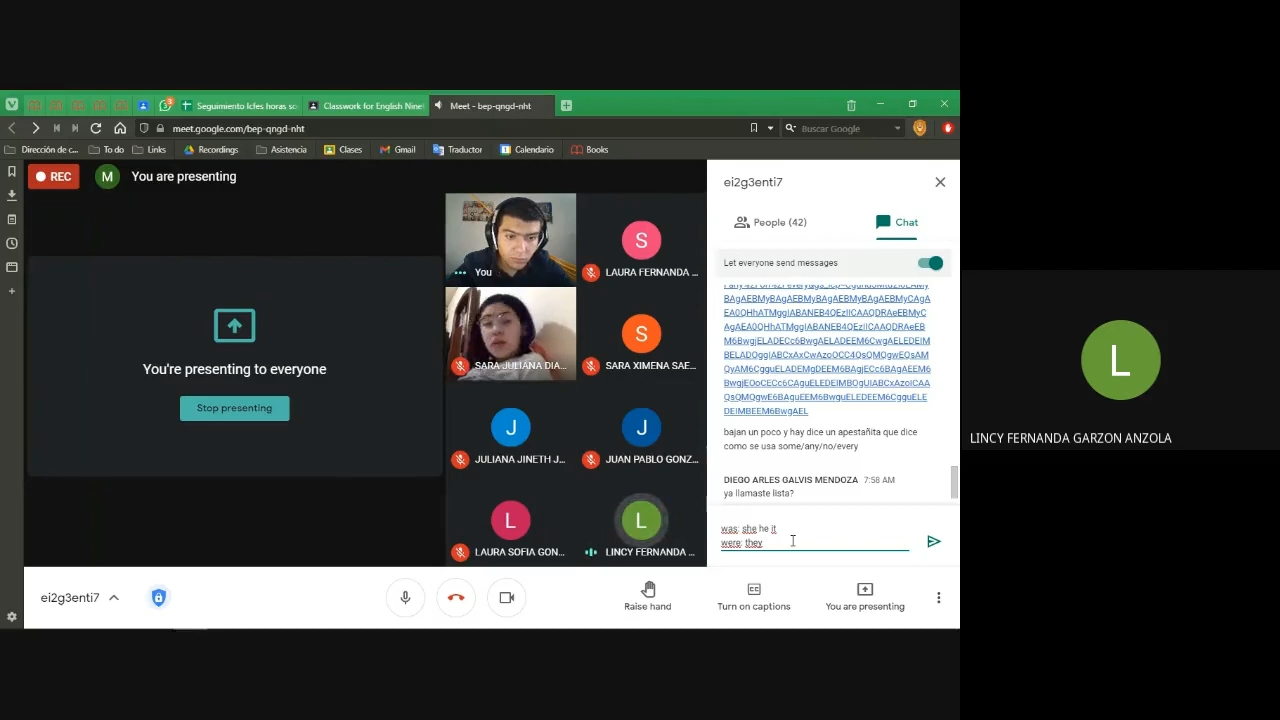 3
Seguimiento Icfes horas sc
Classwork for English Nine
Meet - bep-qngd-nht
meet.google.com/bep-qngd-nht
Buscar Google
Dirección de c...
To do
Links
Recordings
Asistencia
Clases
Gmail
Traductor
Calendario
Books
REC
M
You are presenting
You're presenting to everyone
Stop presenting
You
S
LAURA FERNANDA ...
SARA JULIANA DIA...
S
SARA XIMENA SAE...
J
JULIANA JINETH J...
J
JUAN PABLO GONZ...
L
LAURA SOFIA GON...
L
LINCY FERNANDA ...
ei2g3enti7
People (42)
Chat
Let everyone send messages
bajan un poco y hay dice un apestañita que dice
como se usa some/any/no/every
DIEGO ARLES GALVIS MENDOZA 7:58 AM
ya llamaste lista?
was: she he it
were: they
ei2g3enti7
Raise hand
Turn on captions
You are presenting
L
LINCY FERNANDA GARZON ANZOLA